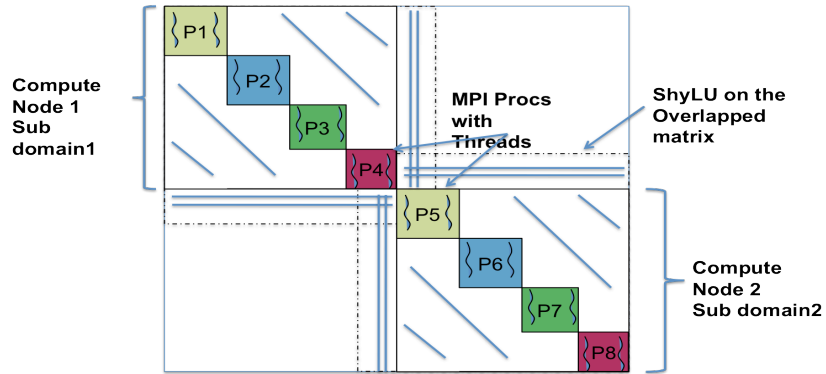 P1
P2
P3
P4
Compute
Node 1
Sub
domain1
MPI Procs
with
Threads
ShyLU on the
Overlapped
matrix
P5
P6
P7
P8
Compute
Node 2
Sub domain2